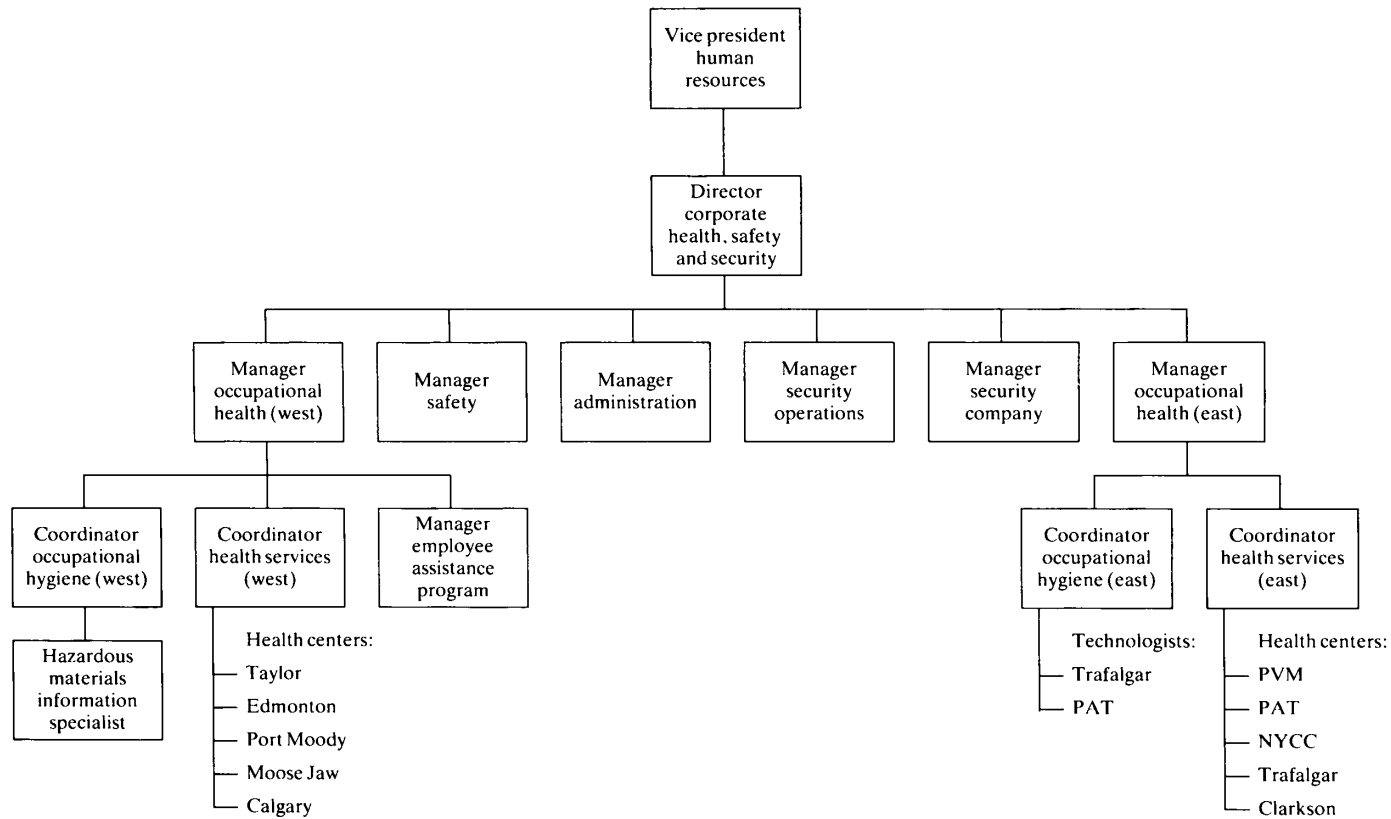 Vice president
human
resources
Director
corporate
health, safety
and security
Manager
occupational
health (west)
Manager
safety
Manager
administration
Manager
security
operations
Manager
security
company
Manager
occupational
health (east)
Coordinator
occupational
hygiene (west)
Coordinator
health services
(west)
Manager
employee
assistance
program
Coordinator
occupational
hygiene (east)
Coordinator
health services
(east)
Hazardous
materials
information
specialist
Health centers:
Taylor
Edmonton
Port Moody
Moose Jaw
Calgary
Technologists:
Trafalgar
PAT
Health centers:
PVM
PAT
NYCC
Trafalgar
Clarkson